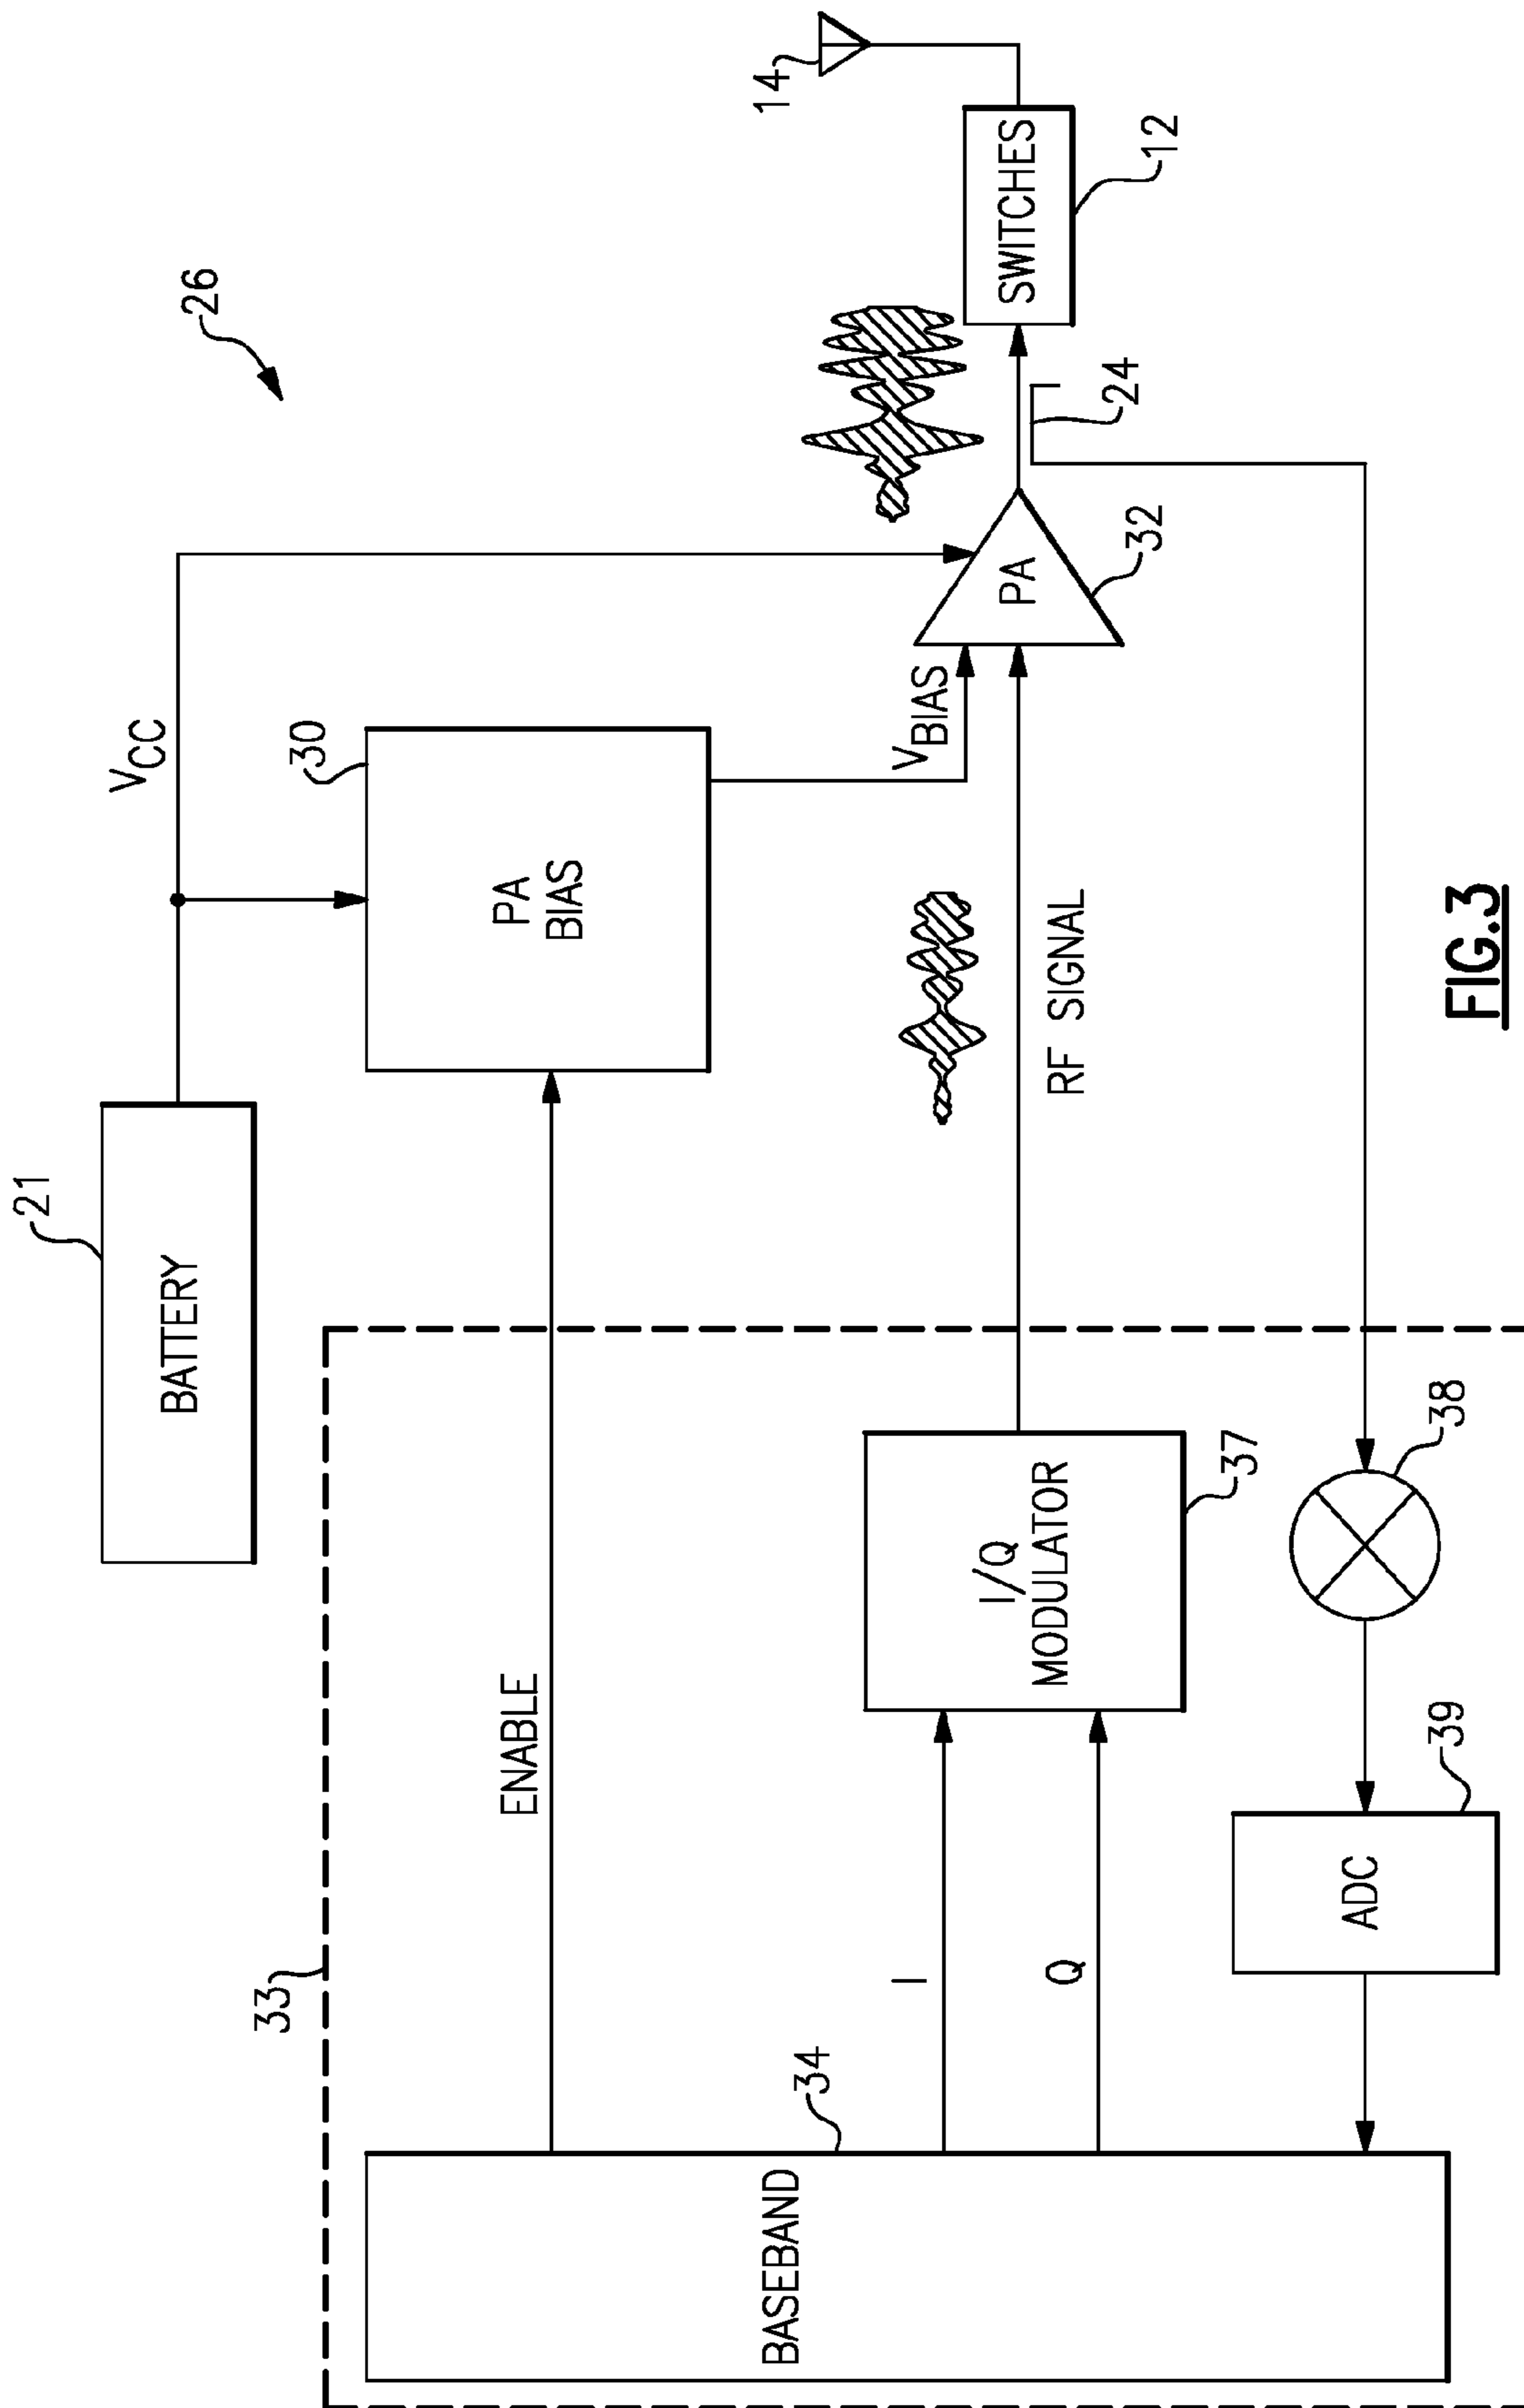 26
21
BATTERY
VCC
30
PA
BIAS
33
ENABLE
VBIAS
14
34
BASEBAND
I
Q
I/Q
MODULATOR
37
RF SIGNAL
PA
32
SWITCHES
12
24
38
ADC
39
FIG.3